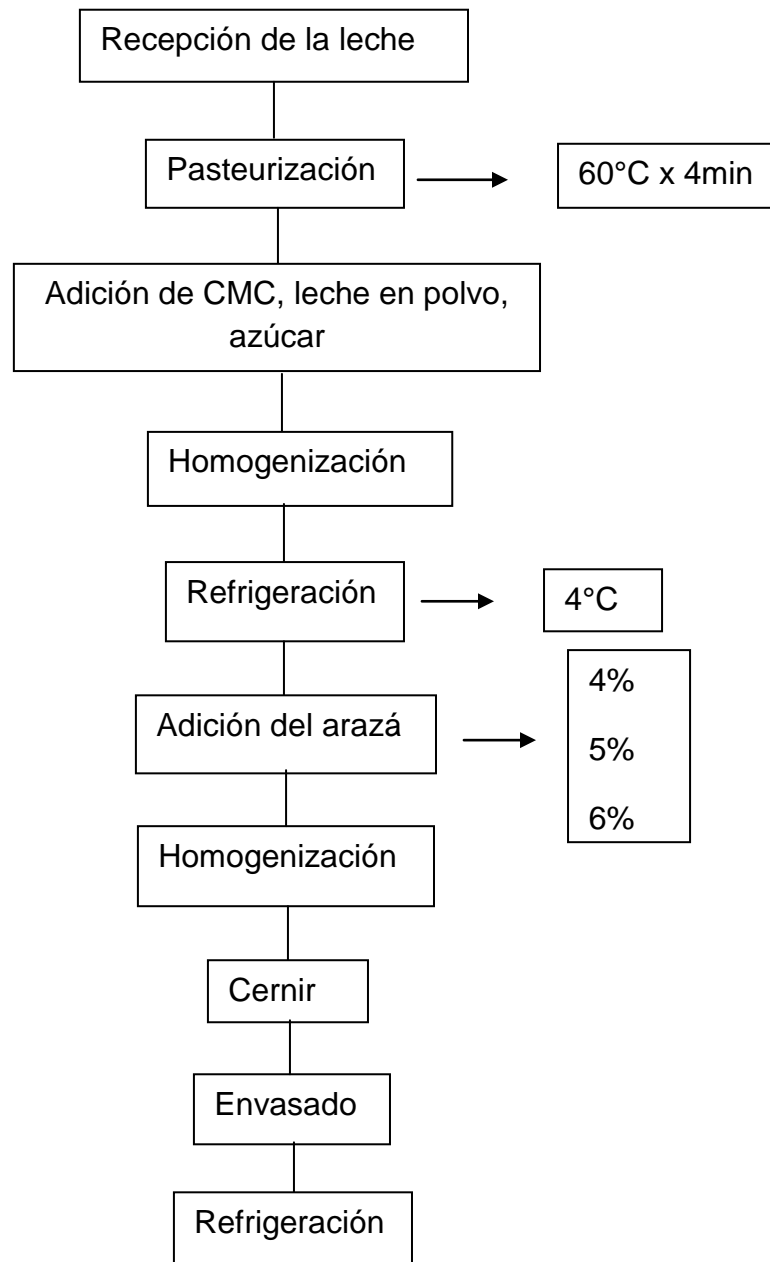 Recepción de la leche
Pasteurización
60°C x 4min
Adición de CMC, leche en polvo,
azúcar
Homogenización
Refrigeración
4°C
Adición del arazá
4%
5%
6%
Homogenización
Cernir
Envasado
Refrigeración